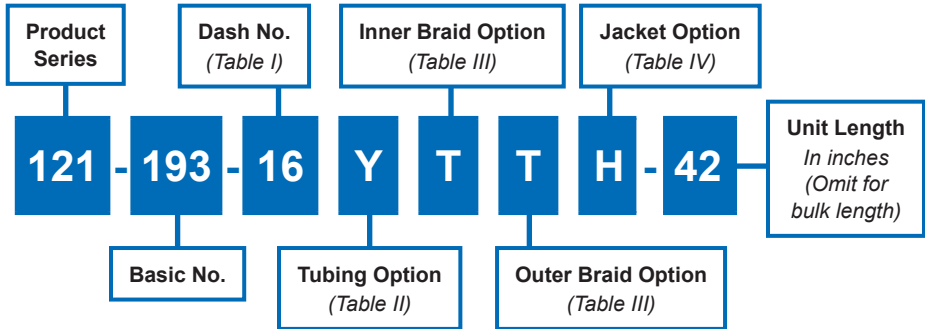 Product
Series
Dash No.
(Table I)
Inner Braid Option
(Table III)
Jacket Option
(Table IV)
121 - 193 - 16 Y T T H - 42
Unit Length
In inches
(Omit for
bulk length)
Basic No.
Tubing Option
(Table II)
Outer Braid Option
(Table III)